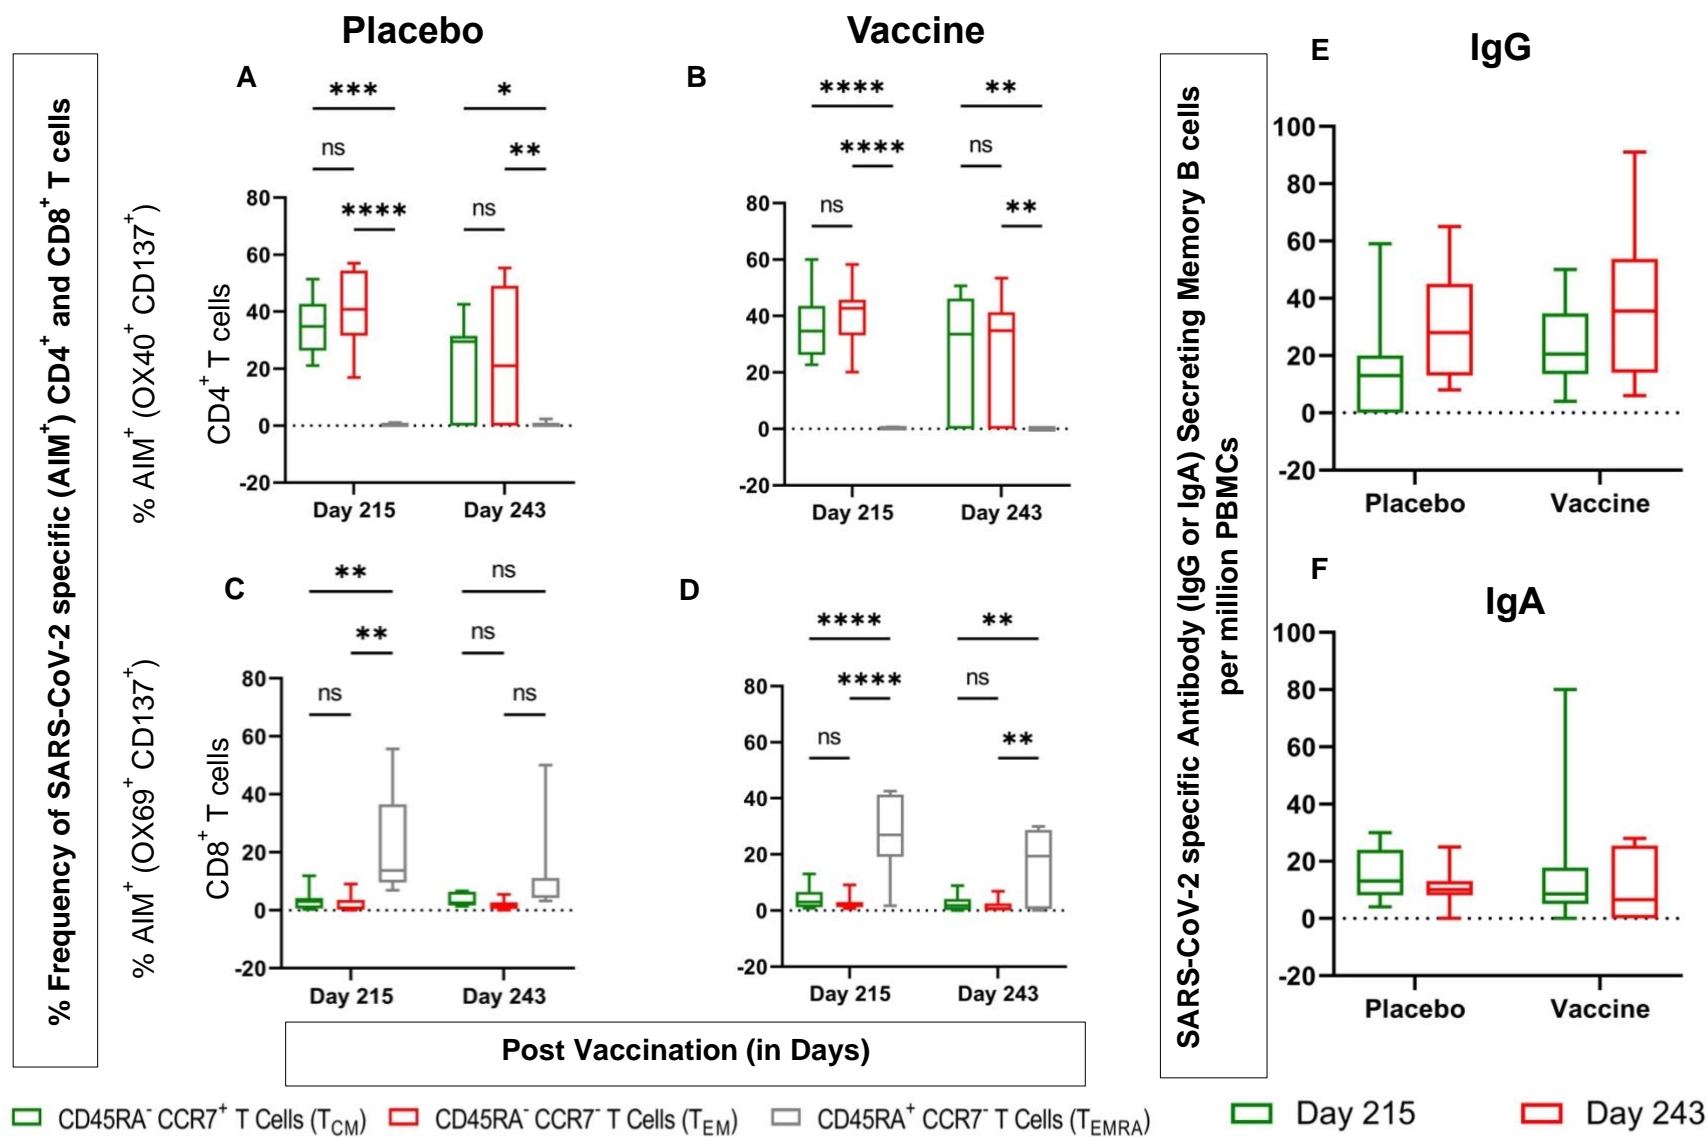 Placebo
Vaccine
% Frequency of SARS-CoV-2 specific (AIM⁺) CD4⁺ and CD8⁺ T cells
% AIM⁺ (OX40⁺ CD137⁺)
CD4⁺ T cells
A
***
*
ns
**
****
ns
80
60
40
20
0
-20
Day 215
Day 243
B
****
**
****
ns
ns
**
80
60
40
20
0
-20
Day 215
Day 243
% AIM⁺ (OX69⁺ CD137⁺)
CD8⁺ T cells
C
**
ns
**
ns
ns
ns
80
60
40
20
0
-20
Day 215
Day 243
D
****
**
****
ns
ns
**
80
60
40
20
0
-20
Day 215
Day 243
Post Vaccination (in Days)
CD45RA⁻ CCR7⁺ T Cells (TCM)
CD45RA⁻ CCR7⁻ T Cells (TEM)
CD45RA⁺ CCR7⁻ T Cells (TEMRA)
SARS-CoV-2 specific Antibody (IgG or IgA) Secreting Memory B cells
per million PBMCs
E
IgG
100
80
60
40
20
0
-20
Placebo
Vaccine
F
IgA
100
80
60
40
20
0
-20
Placebo
Vaccine
Day 215
Day 243